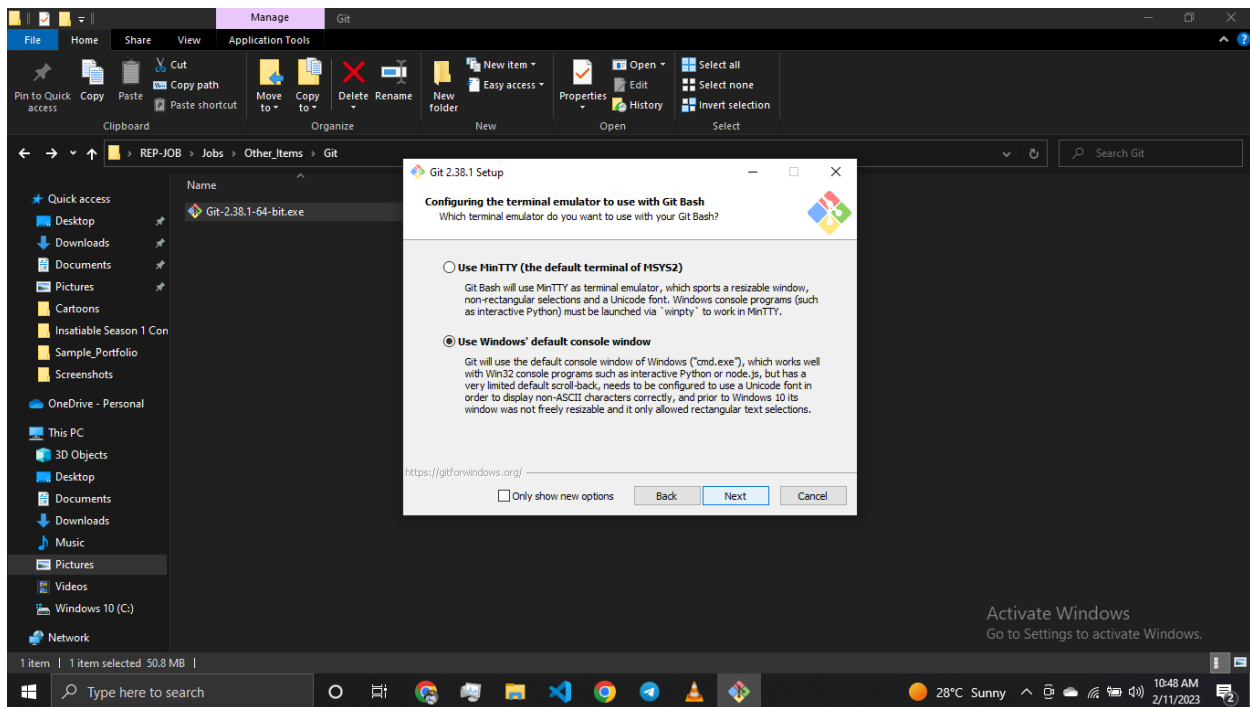 Manage
Git
File
Home
Share
View
Application Tools
Pin to Quick access
Copy
Paste
Cut
Copy path
Paste shortcut
Clipboard
Move to
Copy to
Delete
Rename
Organize
New folder
New item
Easy access
New
Properties
Open
Edit
History
Open
Select all
Select none
Invert selection
Select
REP-JOB > Jobs > Other_Items > Git
Search Git
Quick access
Desktop
Downloads
Documents
Pictures
Cartoons
Insatiable Season 1 Con
Sample_Portfolio
Screenshots
OneDrive - Personal
This PC
3D Objects
Desktop
Documents
Downloads
Music
Pictures
Videos
Windows 10 (C:)
Network
Name
Git-2.38.1-64-bit.exe
Git 2.38.1 Setup
Configuring the terminal emulator to use with Git Bash
Which terminal emulator do you want to use with your Git Bash?
Use MinTTY (the default terminal of MSYS2)
Git Bash will use MinTTY as terminal emulator, which sports a resizable window,
non-rectangular selections and a Unicode font. Windows console programs (such
as interactive Python) must be launched via `winpty` to work in MinTTY.
Use Windows' default console window
Git will use the default console window of Windows ("cmd.exe"), which works well
with Win32 console programs such as interactive Python or node.js, but has a
very limited default scroll-back, needs to be configured to use a Unicode font in
order to display non-ASCII characters correctly, and prior to Windows 10 its
window was not freely resizable and it only allowed rectangular text selections.
https://gitforwindows.org/
Only show new options
Back
Next
Cancel
Activate Windows
Go to Settings to activate Windows.
1 item
1 item selected 50.8 MB
Type here to search
28°C Sunny
10:48 AM
2/11/2023
2